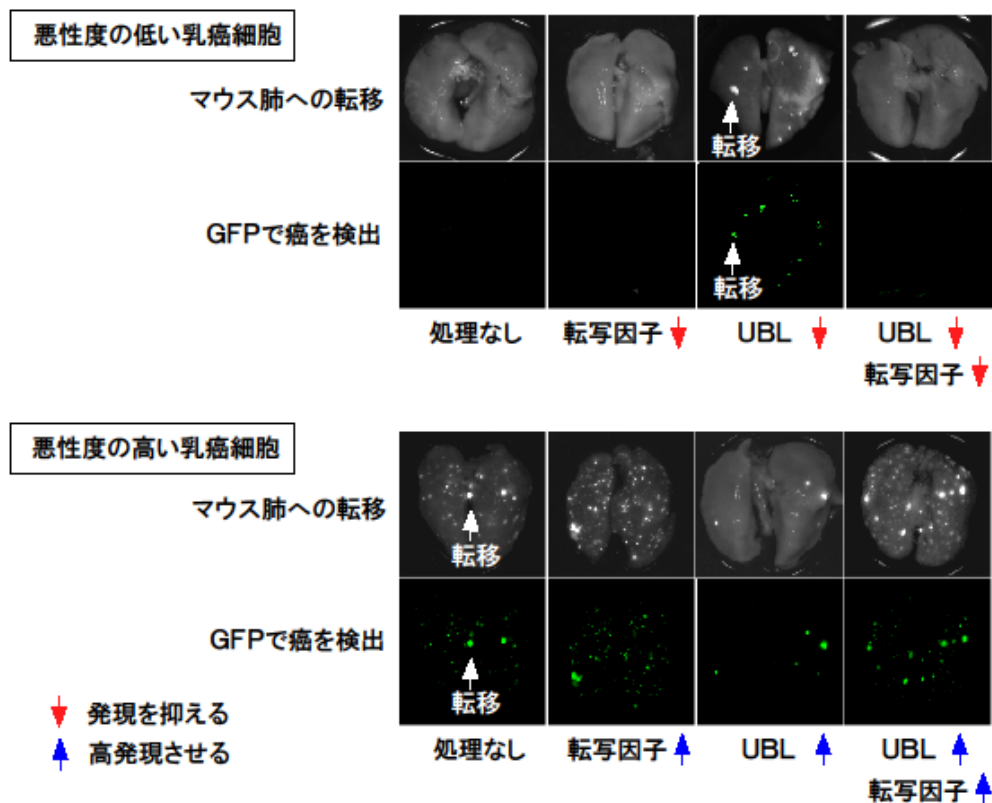 悪性度の低い乳癌細胞
マウス肺への転移
転移
GFPで癌を検出
転移
処理なし 転写因子 UBL UBL
転写因子
悪性度の高い乳癌細胞
マウス肺への転移
転移
GFPで癌を検出
転移
発現を抑える
高発現させる
処理なし 転写因子 UBL UBL
転写因子